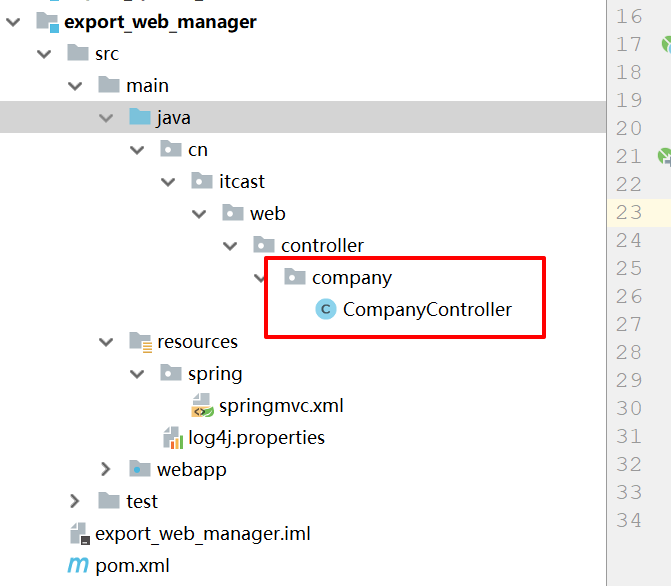 export_web_manager
src
main
java
cn
itcast
web
controller
company
C CompanyController
resources
spring
springmvc.xml
log4j.properties
webapp
test
export_web_manager.iml
m pom.xml
16
17
18
19
20
21
22
23
24
25
26
27
28
29
30
31
32
33
34